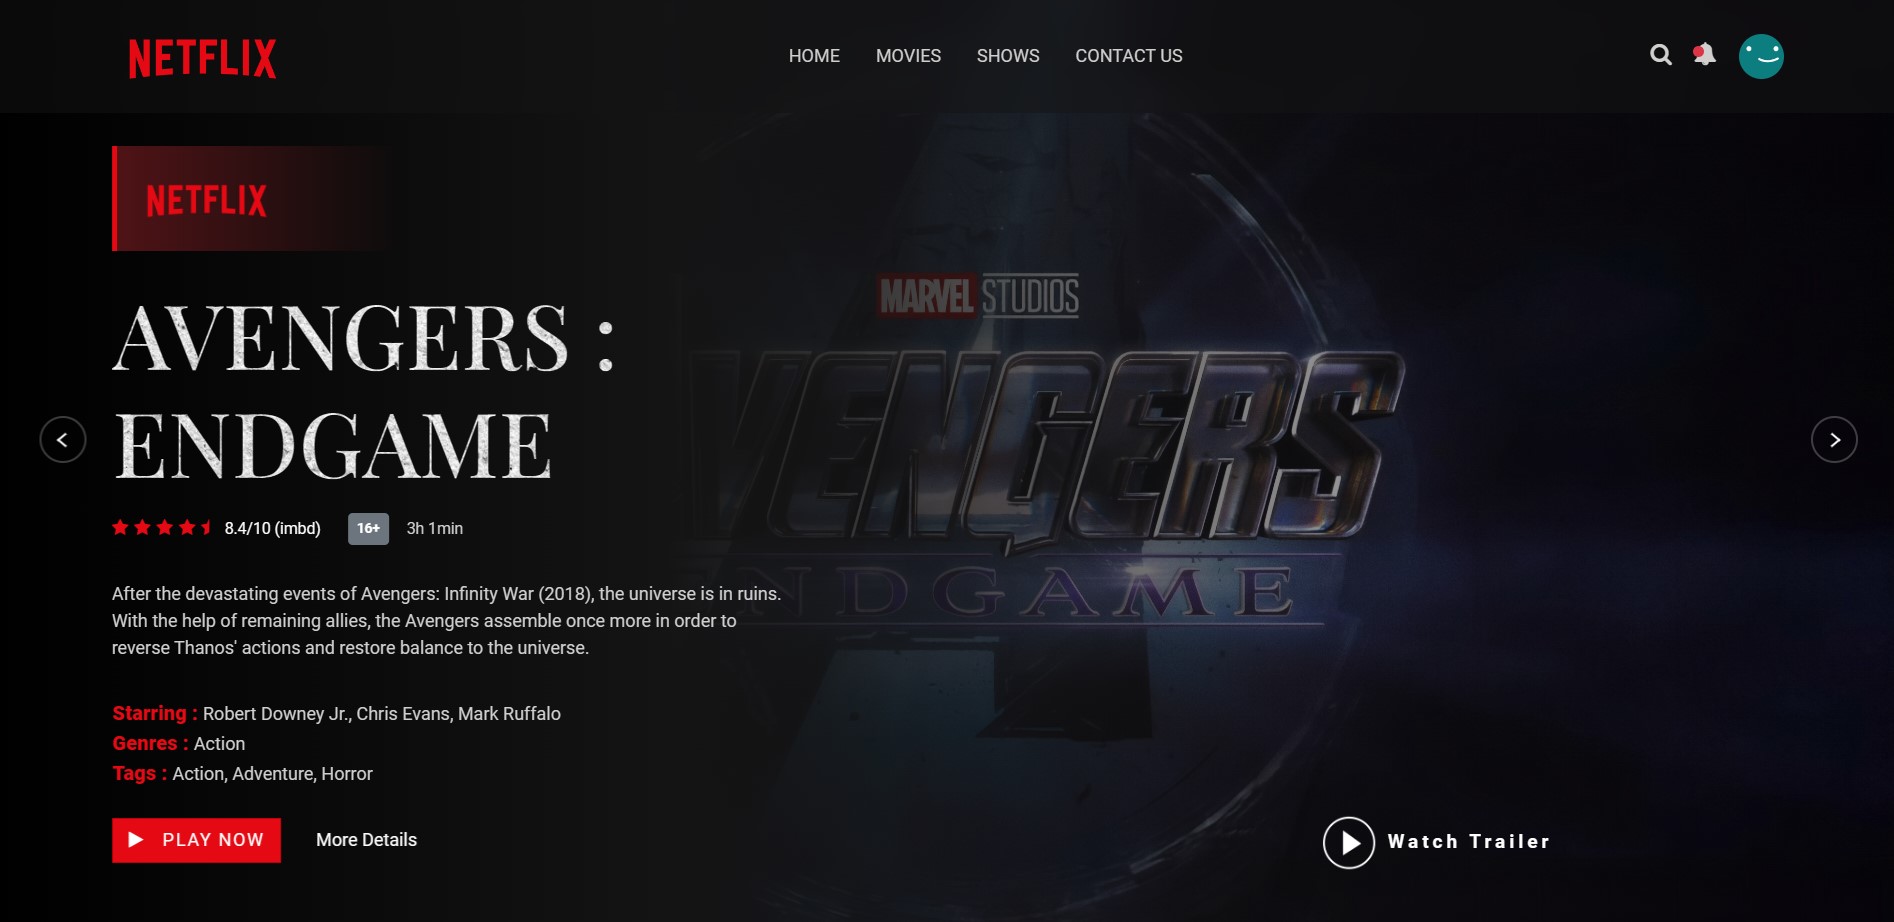 NETFLIX
HOME MOVIES SHOWS CONTACT US
NETFLIX
MARVEL STUDIOS
AVENGERS :
ENDGAME
VENGERS
NDGAME
8.4/10 (imbd) 16+ 3h 1min
After the devastating events of Avengers: Infinity War (2018), the universe is in ruins.
With the help of remaining allies, the Avengers assemble once more in order to
reverse Thanos' actions and restore balance to the universe.
Starring : Robert Downey Jr., Chris Evans, Mark Ruffalo
Genres : Action
Tags : Action, Adventure, Horror
PLAY NOW More Details
Watch Trailer